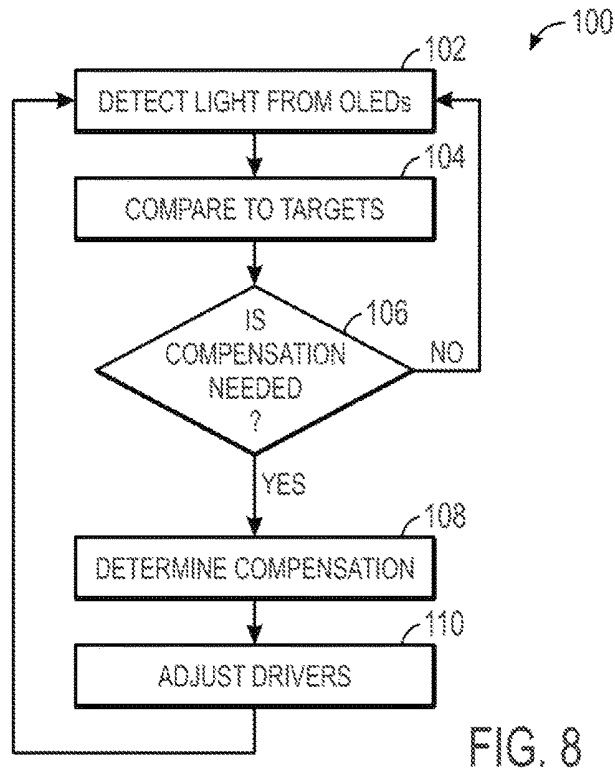 100
102
DETECT LIGHT FROM OLEDs
104
COMPARE TO TARGETS
106
IS
COMPENSATION
NEEDED
?
NO
YES
108
DETERMINE COMPENSATION
110
ADJUST DRIVERS
FIG. 8